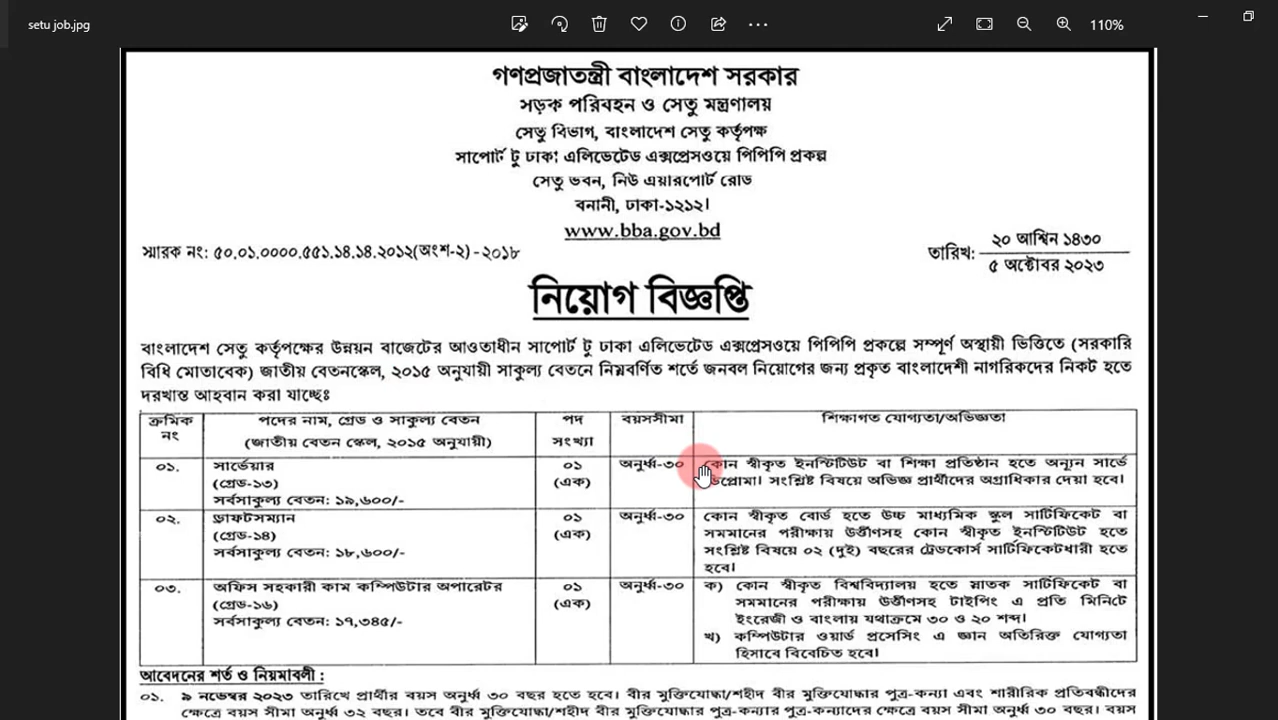 setu job.jpg
110%
গণপ্রজাতন্ত্রী বাংলাদেশ সরকার
সড়ক পরিবহন ও সেতু মন্ত্রণালয়
সেতু বিভাগ, বাংলাদেশ সেতু কর্তৃপক্ষ
সাপোর্ট টু ঢাকা এলিভেটেড এক্সপ্রেসওয়ে পিপিপি প্রকল্প
সেতু ভবন, নিউ এয়ারপোর্ট রোড
বনানী, ঢাকা-১২১২।
www.bba.gov.bd
স্মারক নং: ৫০.০১.০০০০.৫৫১.১৪.১৪.২০১২(অংশ-২)-২০১৮
তারিখ: ২০ আশ্বিন ১৪৩০
৫ অক্টোবর ২০২৩
নিয়োগ বিজ্ঞপ্তি
বাংলাদেশ সেতু কর্তৃপক্ষের উন্নয়ন বাজেটের আওতাধীন সাপোর্ট টু ঢাকা এলিভেটেড এক্সপ্রেসওয়ে পিপিপি প্রকল্পে সম্পূর্ণ অস্থায়ী ভিত্তিতে (সরকারি
বিধি মোতাবেক) জাতীয় বেতনস্কেল, ২০১৫ অনুযায়ী সাকুল্য বেতনে নিম্নবর্ণিত শর্তে জনবল নিয়োগের জন্য প্রকৃত বাংলাদেশী নাগরিকদের নিকট হতে
দরখাস্ত আহবান করা যাচ্ছেঃ
ক্রমিক নং
পদের নাম, গ্রেড ও সাকুল্য বেতন
(জাতীয় বেতন স্কেল, ২০১৫ অনুযায়ী)
পদ সংখ্যা
বয়সসীমা
শিক্ষাগত যোগ্যতা/অভিজ্ঞতা
০১.
সার্ভেয়ার
(গ্রেড-১৩)
সর্বসাকুল্য বেতন: ১৯,৬০০/-
০১
(এক)
অনুর্ধ্ব-৩০
কোন স্বীকৃত ইনস্টিটিউট বা শিক্ষা প্রতিষ্ঠান হতে অন্যূন সার্ভে
ডিপ্লোমা। সংশ্লিষ্ট বিষয়ে অভিজ্ঞ প্রার্থীদের অগ্রাধিকার দেয়া হবে।
০২.
ড্রাফটসম্যান
(গ্রেড-১৪)
সর্বসাকুল্য বেতন: ১৮,৬০০/-
০১
(এক)
অনুর্ধ্ব-৩০
কোন স্বীকৃত বোর্ড হতে উচ্চ মাধ্যমিক স্কুল সার্টিফিকেট বা
সমমানের পরীক্ষায় উর্ত্তীণসহ কোন স্বীকৃত ইনস্টিটিউট হতে
সংশ্লিষ্ট বিষয়ে ০২ (দুই) বছরের ট্রেডকোর্স সার্টিফিকেটধারী হতে
হবে।
০৩.
অফিস সহকারী কাম কম্পিউটার অপারেটর
(গ্রেড-১৬)
সর্বসাকুল্য বেতন: ১৭,৩৪৫/-
০১
(এক)
অনুর্ধ্ব-৩০
ক) কোন স্বীকৃত বিশ্ববিদ্যালয় হতে স্নাতক সার্টিফিকেট বা
সমমানের পরীক্ষায় উর্ত্তীণসহ টাইপিং এ প্রতি মিনিটে
ইংরেজী ও বাংলায় যথাক্রমে ৩০ ও ২০ শব্দ।
খ) কম্পিউটার ওয়ার্ড প্রসেসিং এ জ্ঞান অতিরিক্ত যোগ্যতা
হিসাবে বিবেচিত হবে।
আবেদনের শর্ত ও নিয়মাবলী :
০১. ৯ নভেম্বর ২০২৩ তারিখে প্রার্থীর বয়স অনুর্ধ্ব ৩০ বছর হতে হবে। বীর মুক্তিযোদ্ধা/শহীদ বীর মুক্তিযোদ্ধার পুত্র-কন্যা এবং শারীরিক প্রতিবন্ধীদের
ক্ষেত্রে বয়স সীমা অনুর্ধ্ব ৩২ বছর। তবে বীর মুক্তিযোদ্ধা/শহীদ বীর মুক্তিযোদ্ধার পুত্র-কন্যার পুত্র-কন্যাদের ক্ষেত্রে বয়স সীমা অনুর্ধ্ব ৩০ বছর। বয়স